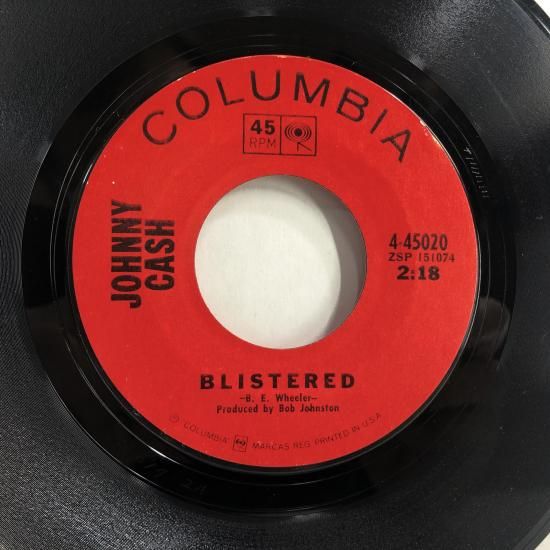 COLUMBIA
45
RPM
JOHNNY
CASH
4-45020
ZSP 151074
2:18
BLISTERED
-B. E. Wheeler-
Produced by Bob Johnston
"COLUMBIA" MARCAS REG. PRINTED IN U.S.A.